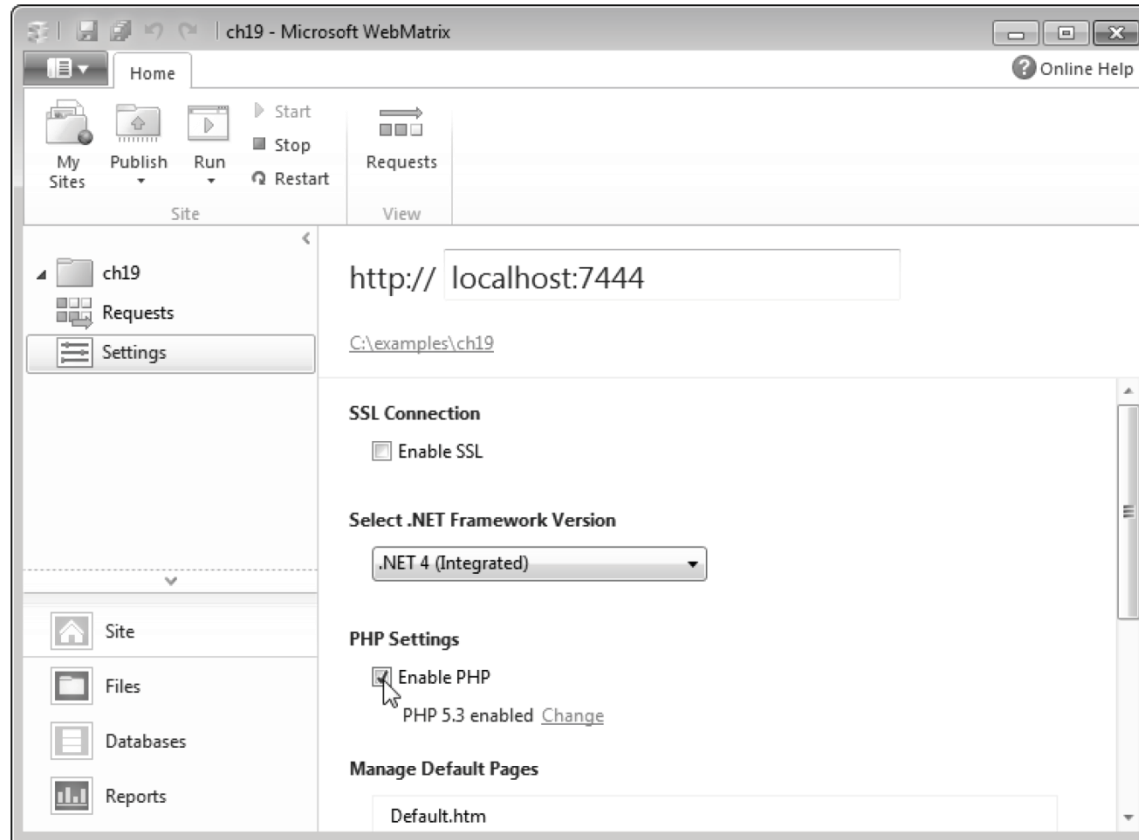 ch19 - Microsoft WebMatrix
Home
Online Help
My Sites
Publish
Run
Start
Stop
Restart
Requests
Site
View
ch19
Requests
Settings
http:// localhost:7444
C:\examples\ch19
SSL Connection
Enable SSL
Select .NET Framework Version
.NET 4 (Integrated)
PHP Settings
Enable PHP
PHP 5.3 enabled Change
Manage Default Pages
Default.htm
Site
Files
Databases
Reports